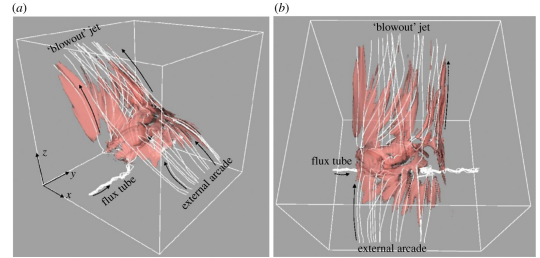 (a)
'blowout' jet
z
y
x
flux tube
external arcade
(b)
'blowout' jet
flux tube
external arcade